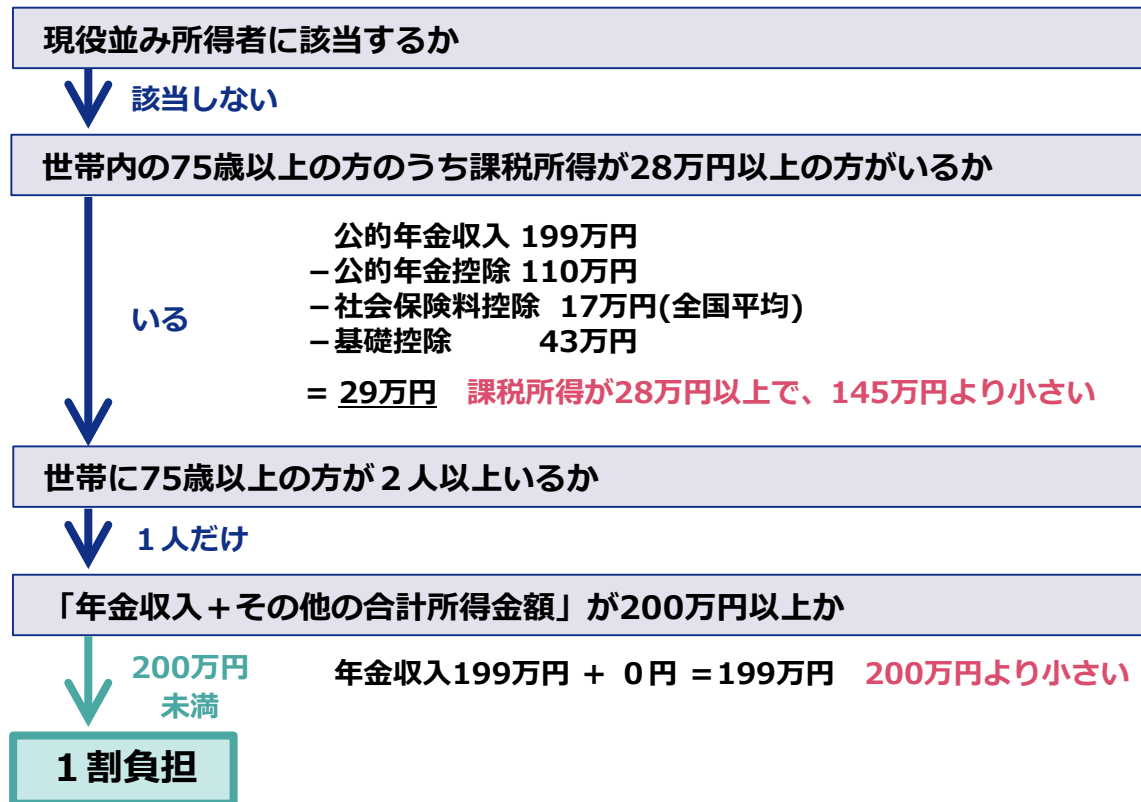 現役並み所得者に該当するか
該当しない
世帯内の75歳以上の方のうち課税所得が28万円以上の方がいるか
公的年金収入 199万円
－公的年金控除 110万円
－社会保険料控除 17万円(全国平均)
－基礎控除 43万円
いる
= 29万円 課税所得が28万円以上で、145万円より小さい
世帯に75歳以上の方が２人以上いるか
１人だけ
「年金収入＋その他の合計所得金額」が200万円以上か
200万円
未満
年金収入199万円 + ０円 =199万円 200万円より小さい
１割負担